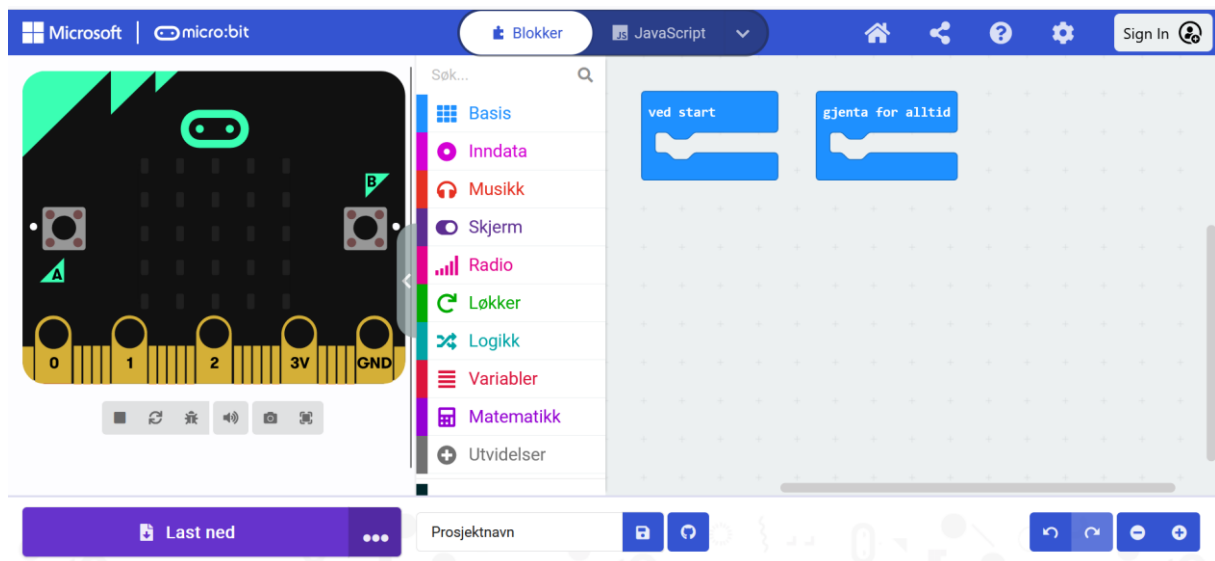 Microsoft micro:bit Blokker JS JavaScript Sign In
Søk...
Basis
Inndata
Musikk
Skjerm
Radio
Løkker
Logikk
Variabler
Matematikk
Utvidelser
ved start
gjenta for alltid
B
A
0 1 2 3V GND
Last ned
Prosjektnavn